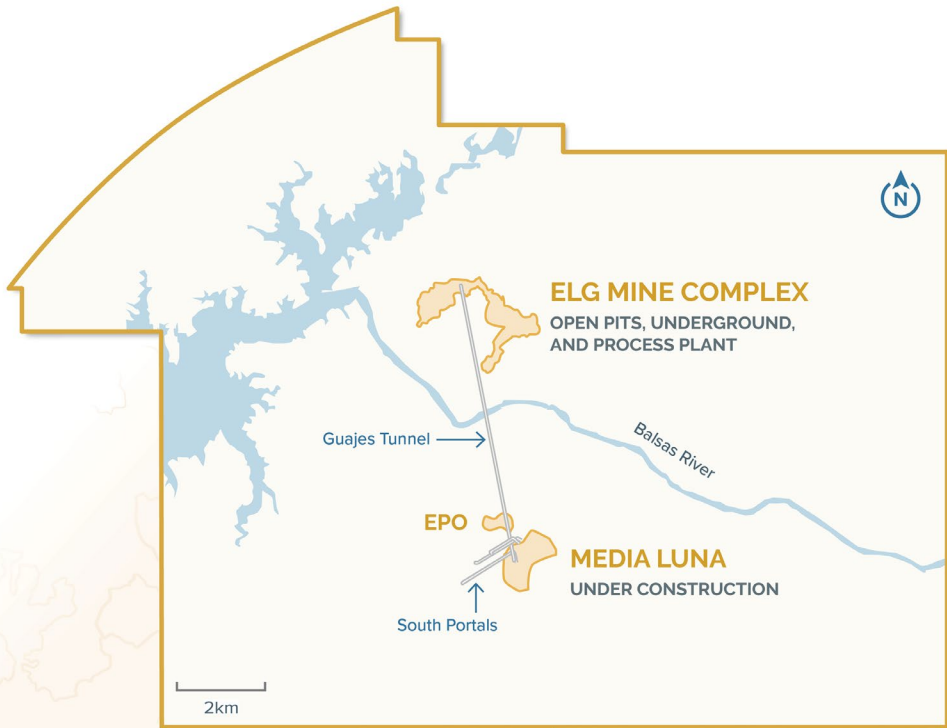 N
ELG MINE COMPLEX
OPEN PITS, UNDERGROUND,
AND PROCESS PLANT
Guajes Tunnel
Balsas River
EPO
MEDIA LUNA
UNDER CONSTRUCTION
South Portals
2km